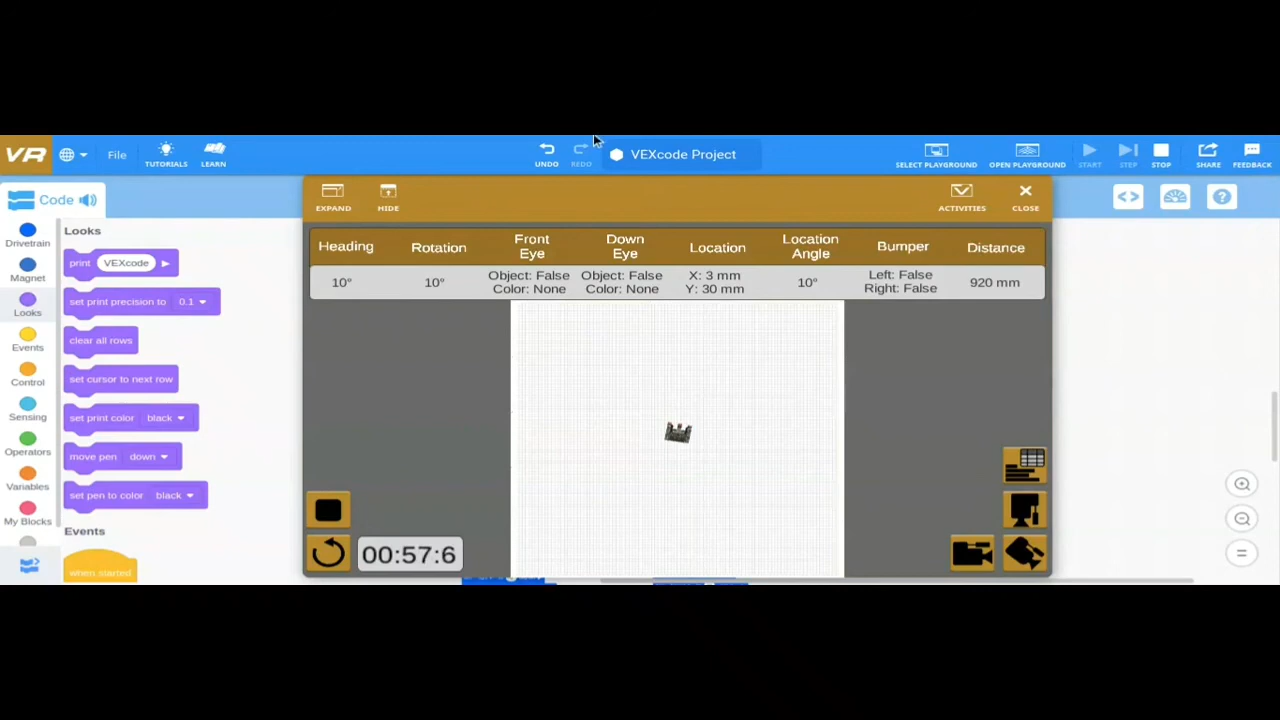 VR
File
TUTORIALS
LEARN
UNDO
REDO
VEXcode Project
SELECT PLAYGROUND
OPEN PLAYGROUND
START
STEP
STOP
SHARE
FEEDBACK
Code
Drivetrain
Magnet
Looks
Events
Control
Sensing
Operators
Variables
My Blocks
Looks
print VEXcode
set print precision to 0.1
clear all rows
set cursor to next row
set print color black
move pen down
set pen to color black
Events
when started
EXPAND
HIDE
ACTIVITIES
CLOSE
Heading Rotation Front Eye Down Eye Location Location Angle Bumper Distance
10° 10° Object: False Object: False X: 3 mm 10° Left: False 920 mm
Color: None Color: None Y: 30 mm Right: False
00:57:6